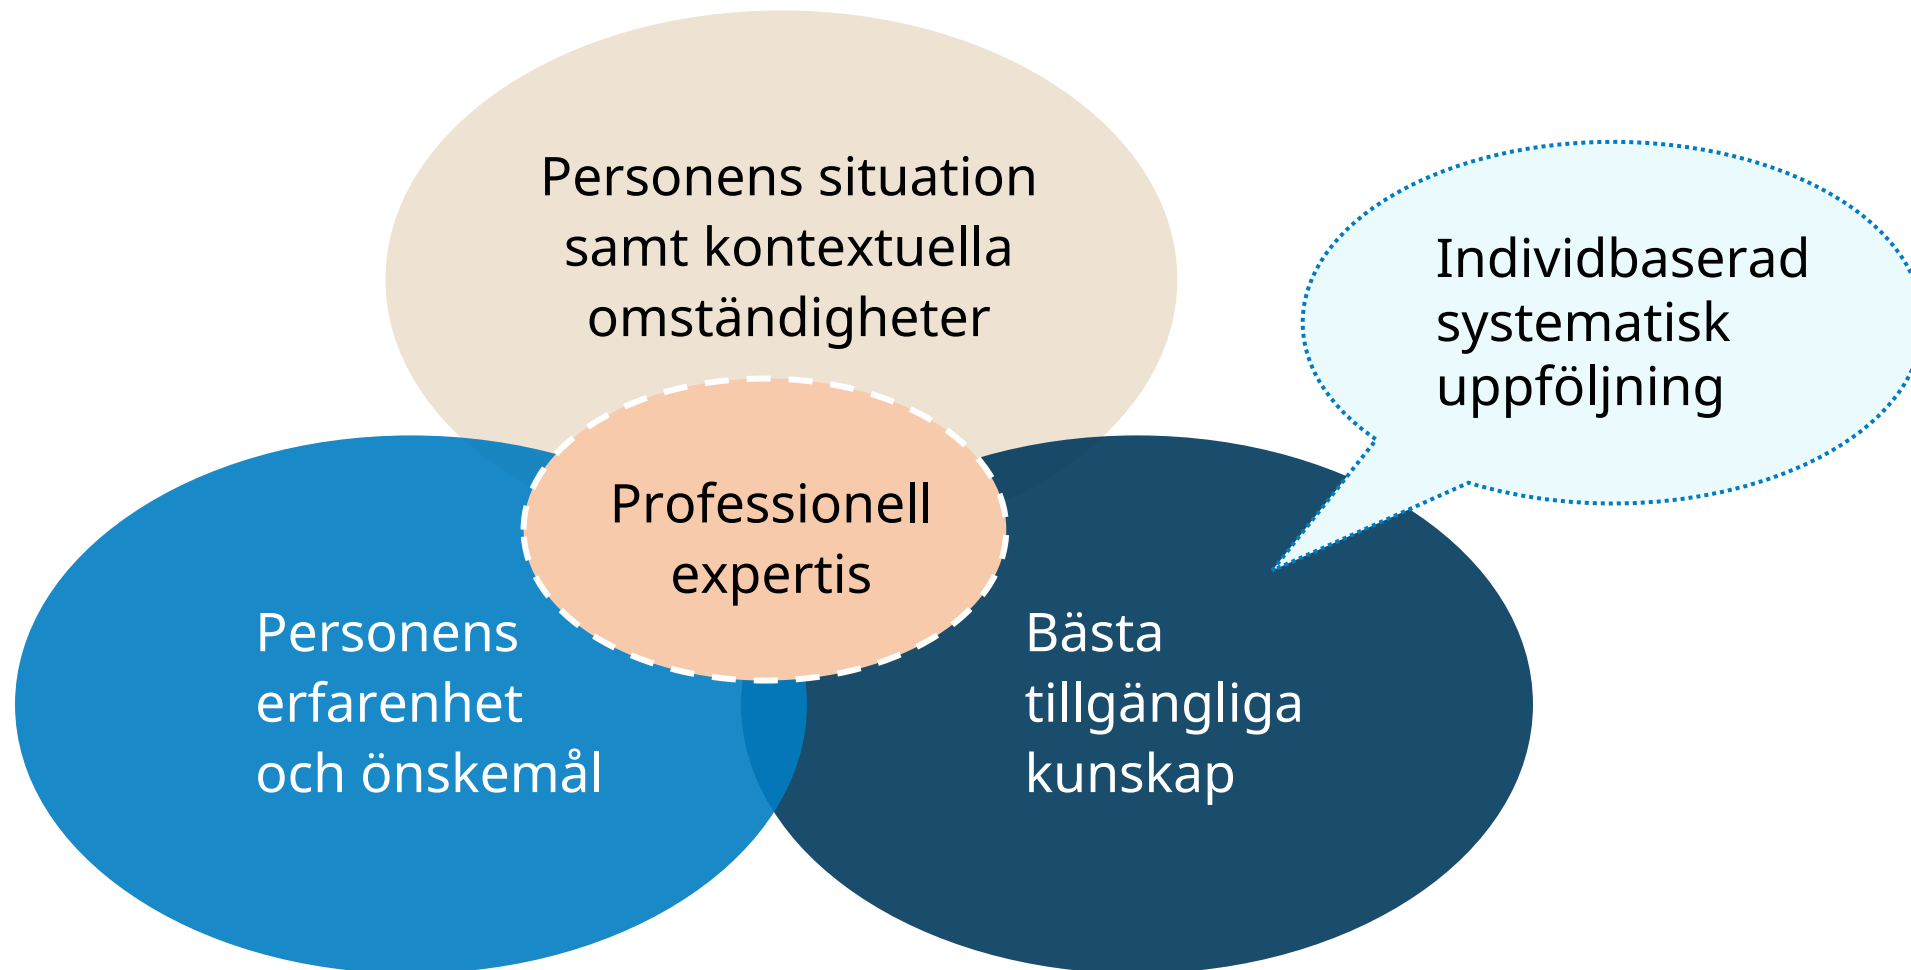 Personens situation
samt kontextuella
omständigheter
Individbaserad
systematisk
uppföljning
Professionell
expertis
Personens
erfarenhet
och önskemål
Bästa
tillgängliga
kunskap